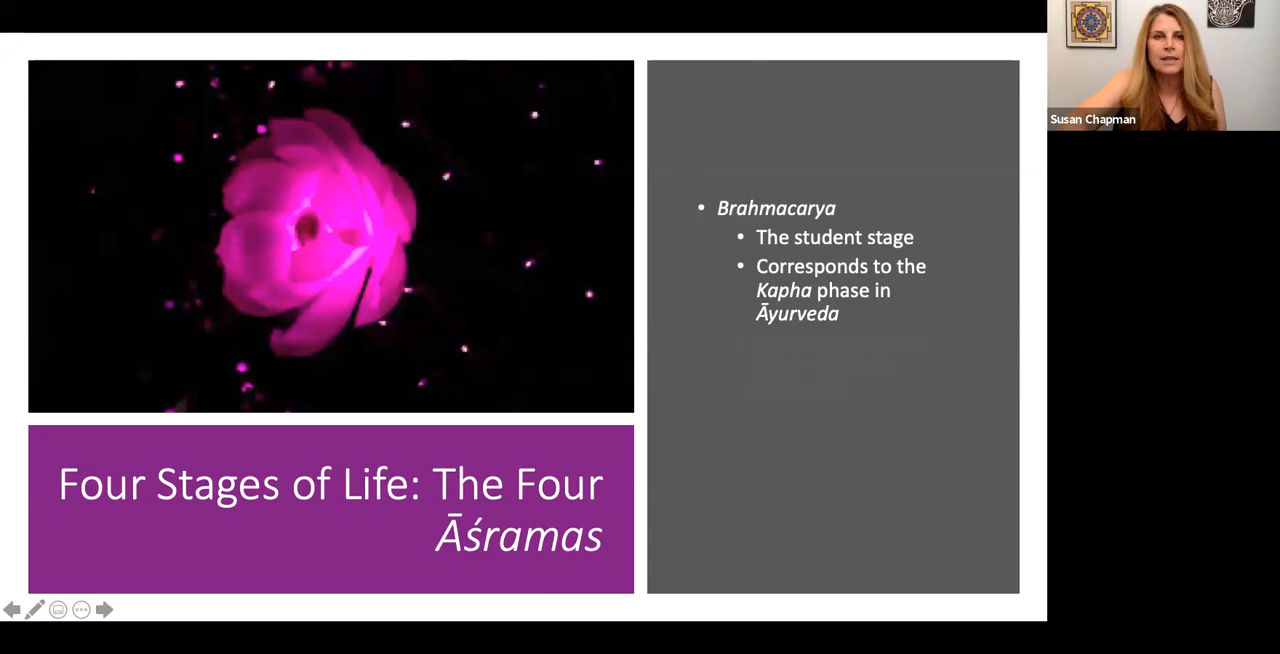 Susan Chapman
Brahmacarya
The student stage
Corresponds to the
Kapha phase in
Āyurveda
Four Stages of Life: The Four
Āśramas